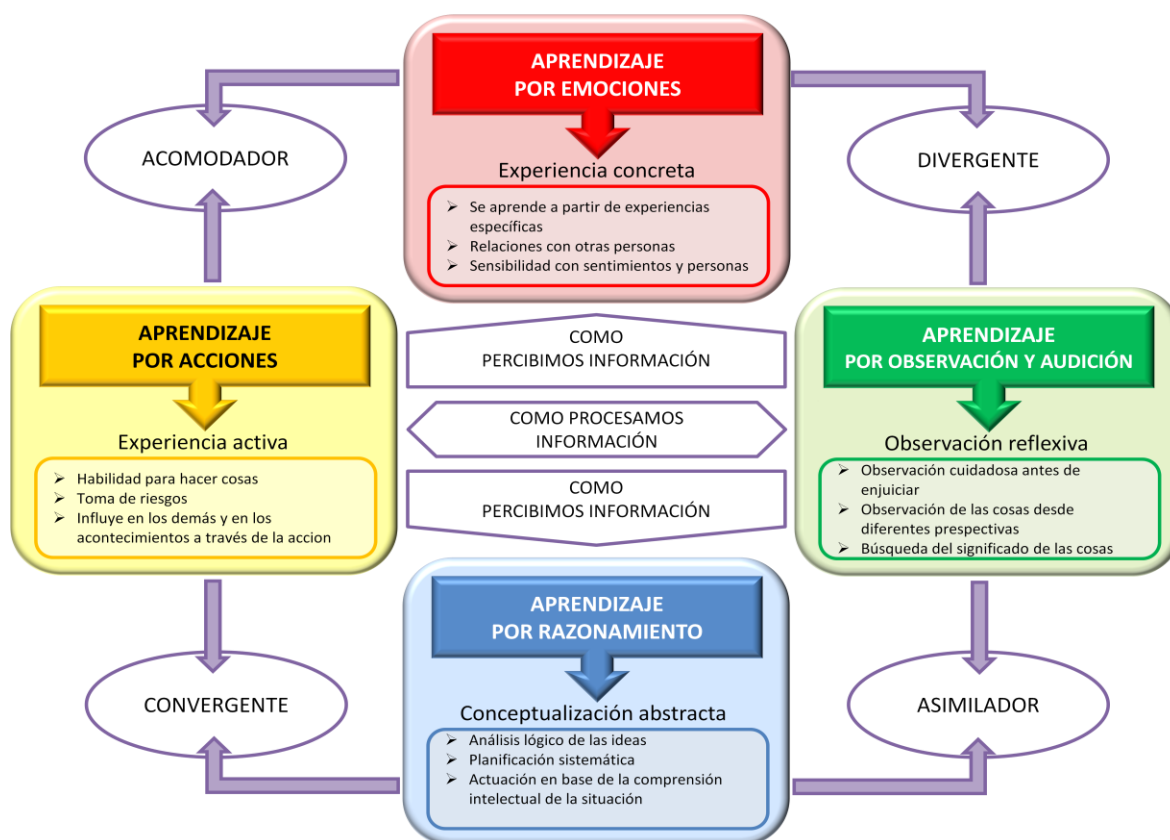 APRENDIZAJE
POR EMOCIONES
Experiencia concreta
➢ Se aprende a partir de experiencias
específicas
➢ Relaciones con otras personas
➢ Sensibilidad con sentimientos y personas
ACOMODADOR
DIVERGENTE
APRENDIZAJE
POR ACCIONES
Experiencia activa
➢ Habilidad para hacer cosas
➢ Toma de riesgos
➢ Influye en los demás y en los
acontecimientos a través de la accion
COMO
PERCIBIMOS INFORMACIÓN
COMO PROCESAMOS
INFORMACIÓN
COMO
PERCIBIMOS INFORMACIÓN
APRENDIZAJE
POR OBSERVACIÓN Y AUDICIÓN
Observación reflexiva
➢ Observación cuidadosa antes de
enjuiciar
➢ Observación de las cosas desde
diferentes prespectivas
➢ Búsqueda del significado de las cosas
CONVERGENTE
APRENDIZAJE
POR RAZONAMIENTO
Conceptualización abstracta
➢ Análisis lógico de las ideas
➢ Planificación sistemática
➢ Actuación en base de la comprensión
intelectual de la situación
ASIMILADOR